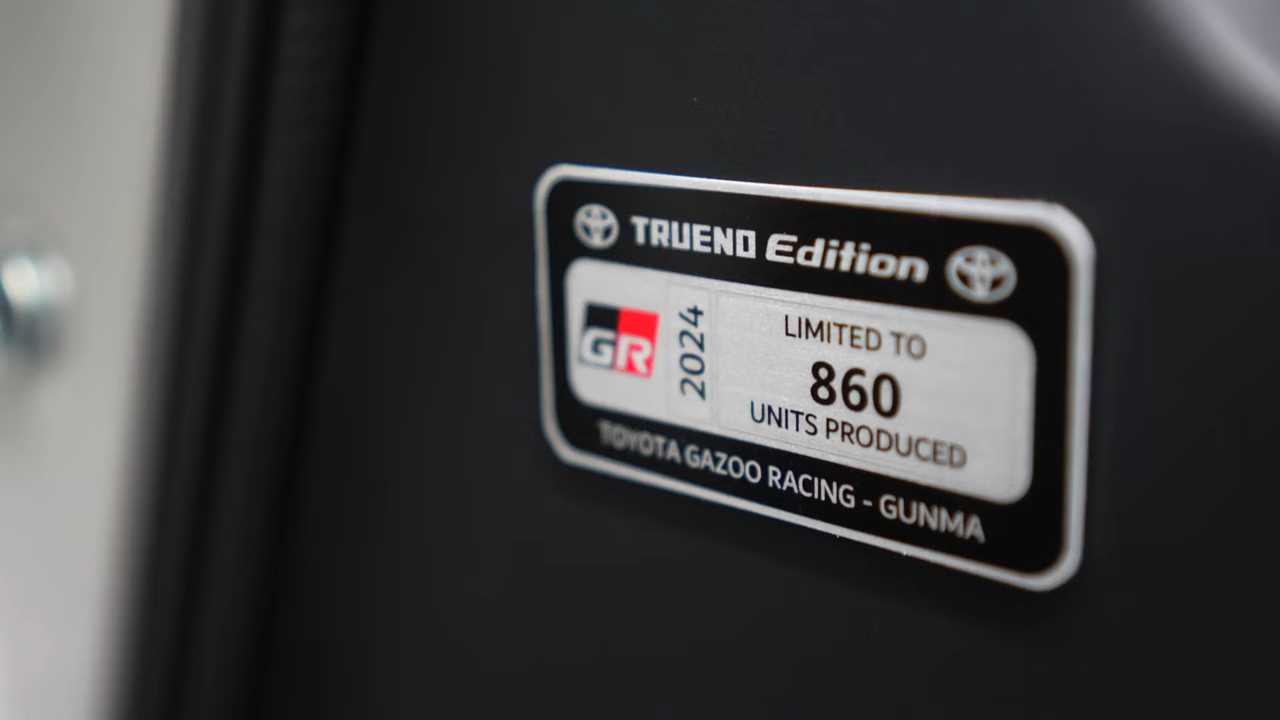 TRUENO Edition
GR
2024
LIMITED TO
860
UNITS PRODUCED
TOYOTA GAZOO RACING - GUNMA